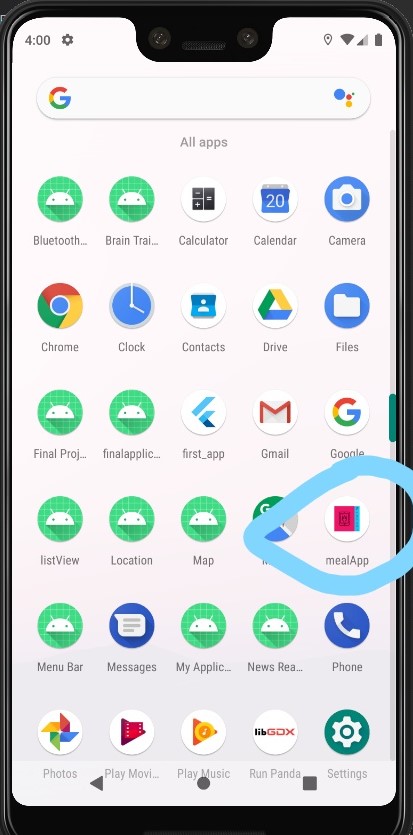 4:00
All apps
Bluetooth... Brain Trai... Calculator Calendar Camera
20
Chrome Clock Contacts Drive Files
Final Proj... finalapplic... first_app Gmail Google
listView Location Map mealApp
Menu Bar Messages My Applic... News Rea... Phone
libGDX
Photos Play Movi... Play Music Run Panda Settings